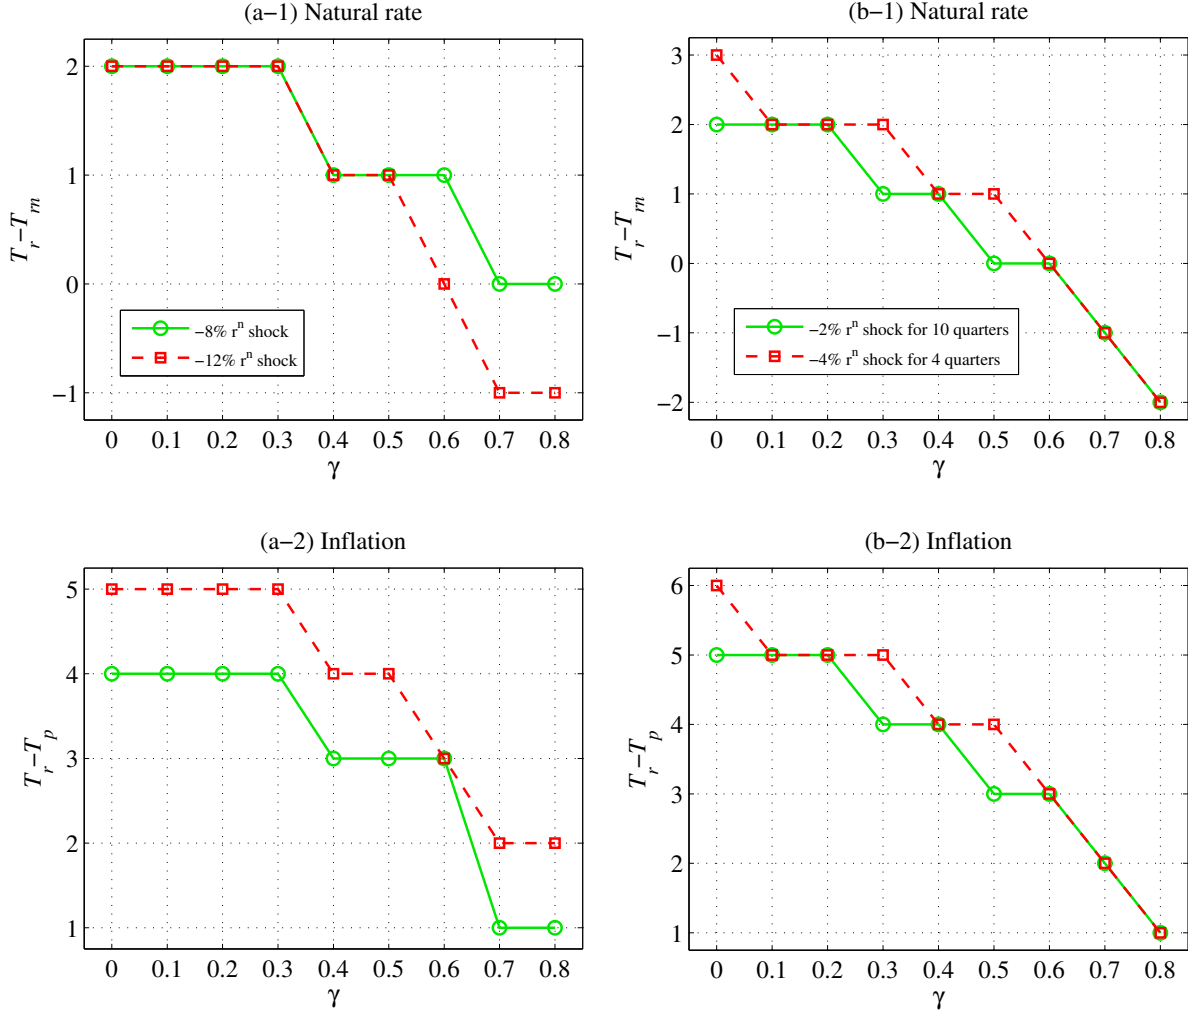 (a−1) Natural rate
2
1
0
−1
T_r−T_rn
−8% r^n shock
−12% r^n shock
0 0.1 0.2 0.3 0.4 0.5 0.6 0.7 0.8
γ
(b−1) Natural rate
3
2
1
0
−1
−2
T_r−T_rn
−2% r^n shock for 10 quarters
−4% r^n shock for 4 quarters
0 0.1 0.2 0.3 0.4 0.5 0.6 0.7 0.8
γ
(a−2) Inflation
5
4
3
2
1
T_r−T_p
0 0.1 0.2 0.3 0.4 0.5 0.6 0.7 0.8
γ
(b−2) Inflation
6
5
4
3
2
1
T_r−T_p
0 0.1 0.2 0.3 0.4 0.5 0.6 0.7 0.8
γ